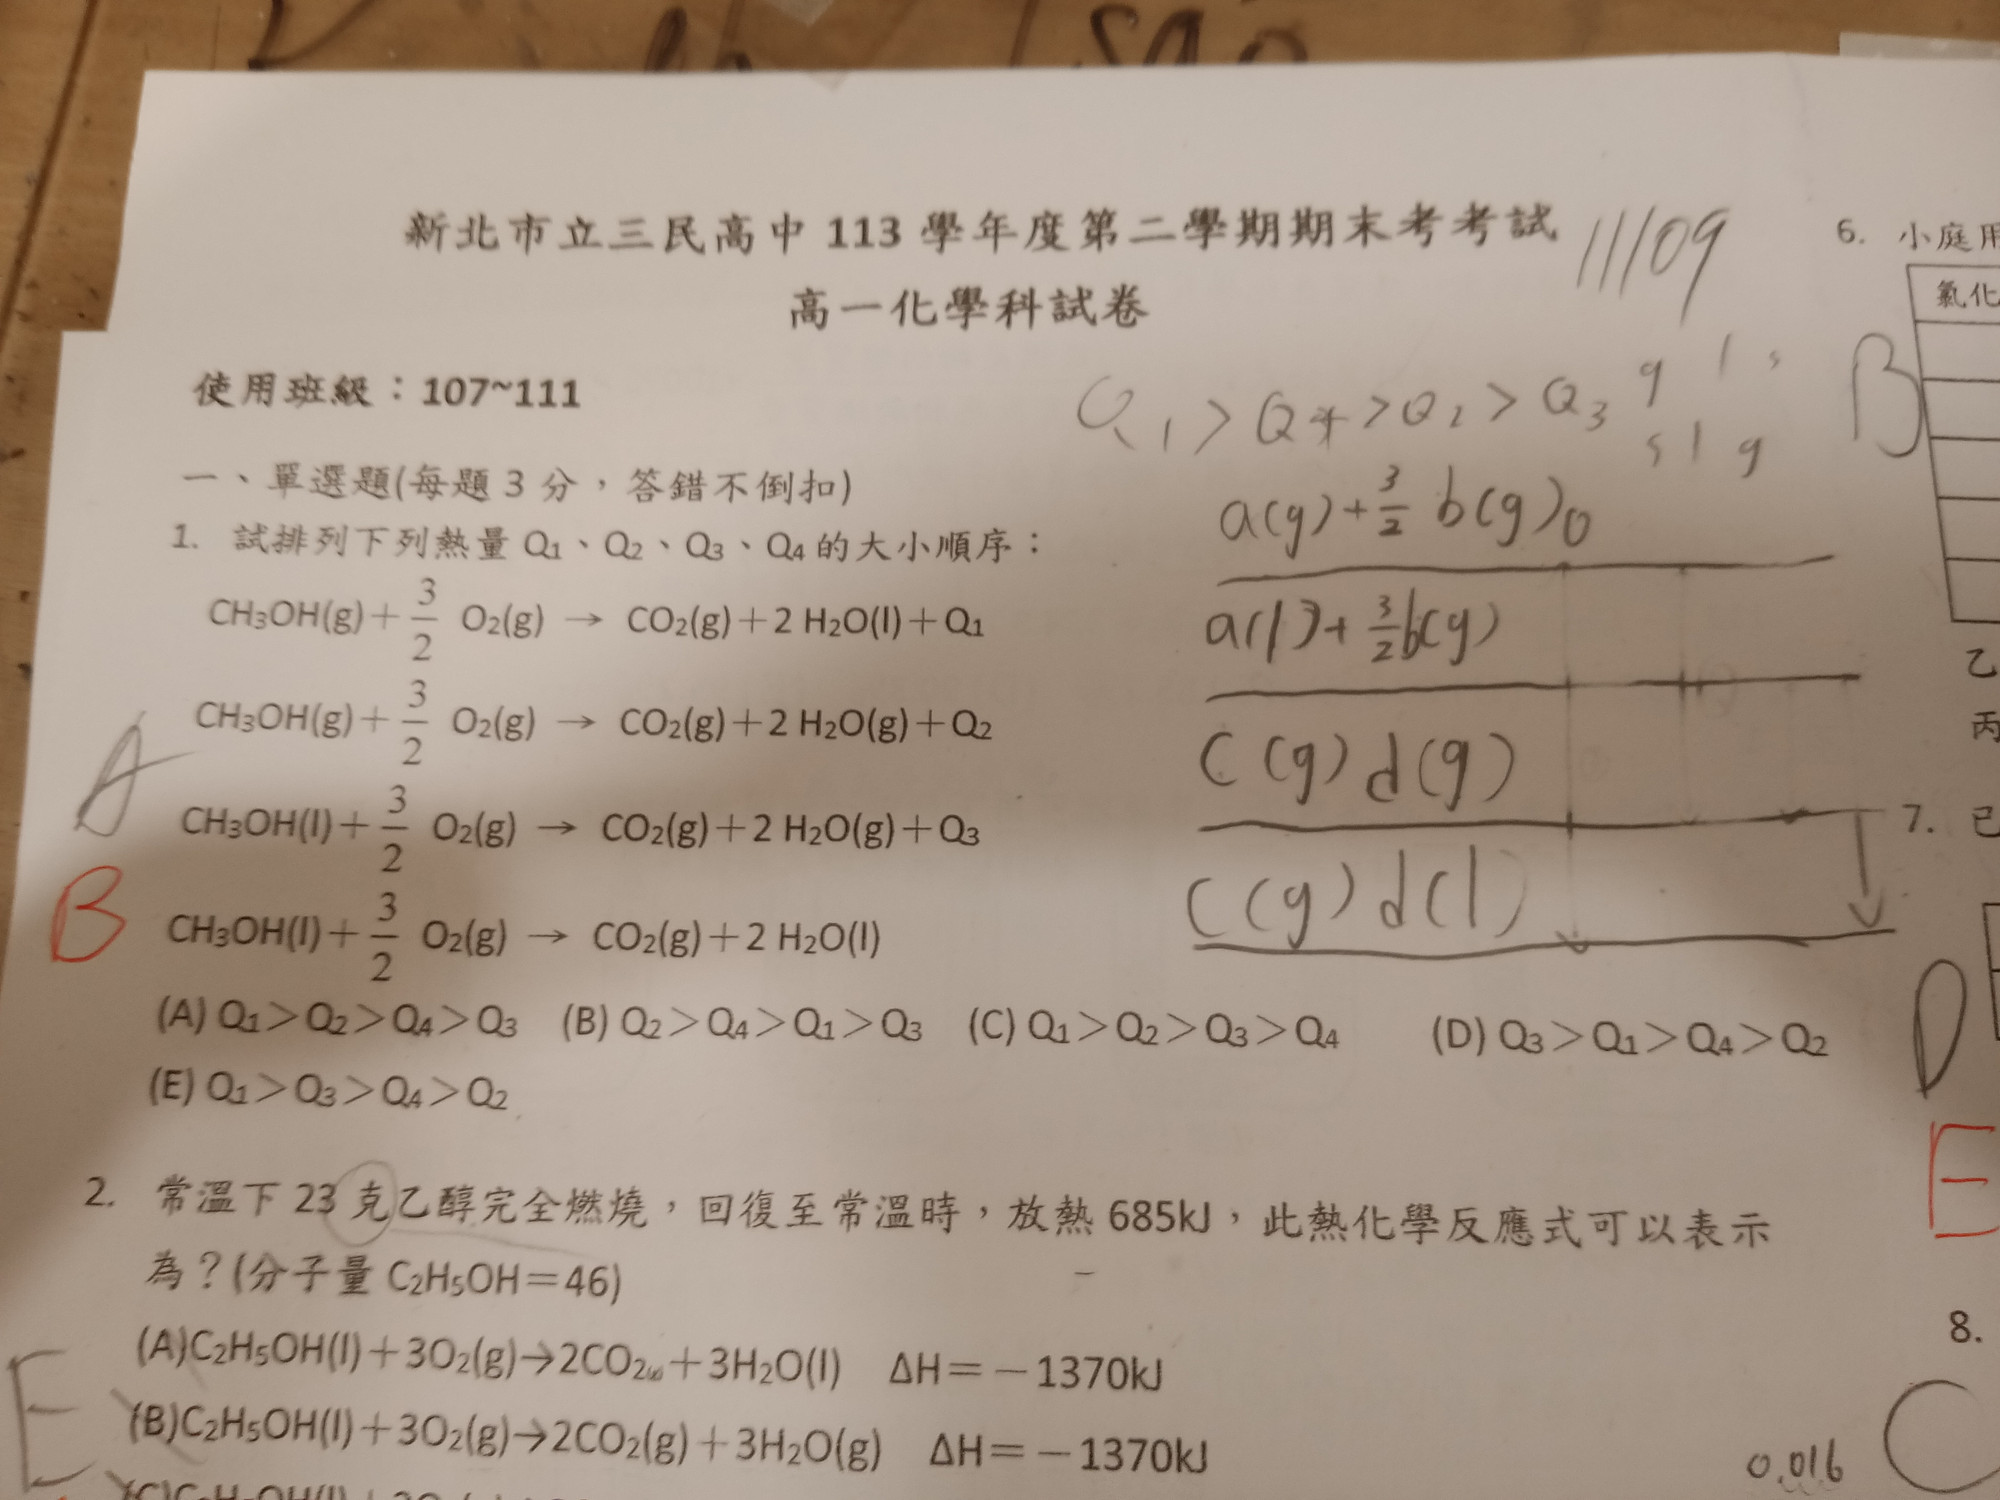 新北市立三民高中 113 學年度第二學期期末考考試
11109
高一化學科試卷
使用班級：107~111
Q1>Q4>Q2>Q3
g l s
s l g
一、單選題(每題 3 分，答錯不倒扣)
a(g)+3/2 b(g)
1. 試排列下列熱量 Q1、Q2、Q3、Q4 的大小順序：
CH3OH(g)＋3/2 O2(g) → CO2(g)＋2 H2O(l)＋Q1
a(l)+3/2b(g)
CH3OH(g)＋3/2 O2(g) → CO2(g)＋2 H2O(g)＋Q2
C(g) d(g)
A
CH3OH(l)＋3/2 O2(g) → CO2(g)＋2 H2O(g)＋Q3
B
CH3OH(l)＋3/2 O2(g) → CO2(g)＋2 H2O(l)
C(g) d(l)
(A) Q1＞Q2＞Q4＞Q3 (B) Q2＞Q4＞Q1＞Q3 (C) Q1＞Q2＞Q3＞Q4 (D) Q3＞Q1＞Q4＞Q2
(E) Q1＞Q3＞Q4＞Q2
2. 常溫下 23 克乙醇完全燃燒，回復至常溫時，放熱 685kJ，此熱化學反應式可以表示
為？(分子量 C2H5OH＝46)
(A)C2H5OH(l)＋3O2(g)→2CO2(g)＋3H2O(l) ΔH＝－1370kJ
E
(B)C2H5OH(l)＋3O2(g)→2CO2(g)＋3H2O(g) ΔH＝－1370kJ
0.016
6. 小庭用
氯化
B
乙
丙
7. 已
D
E
8.
C